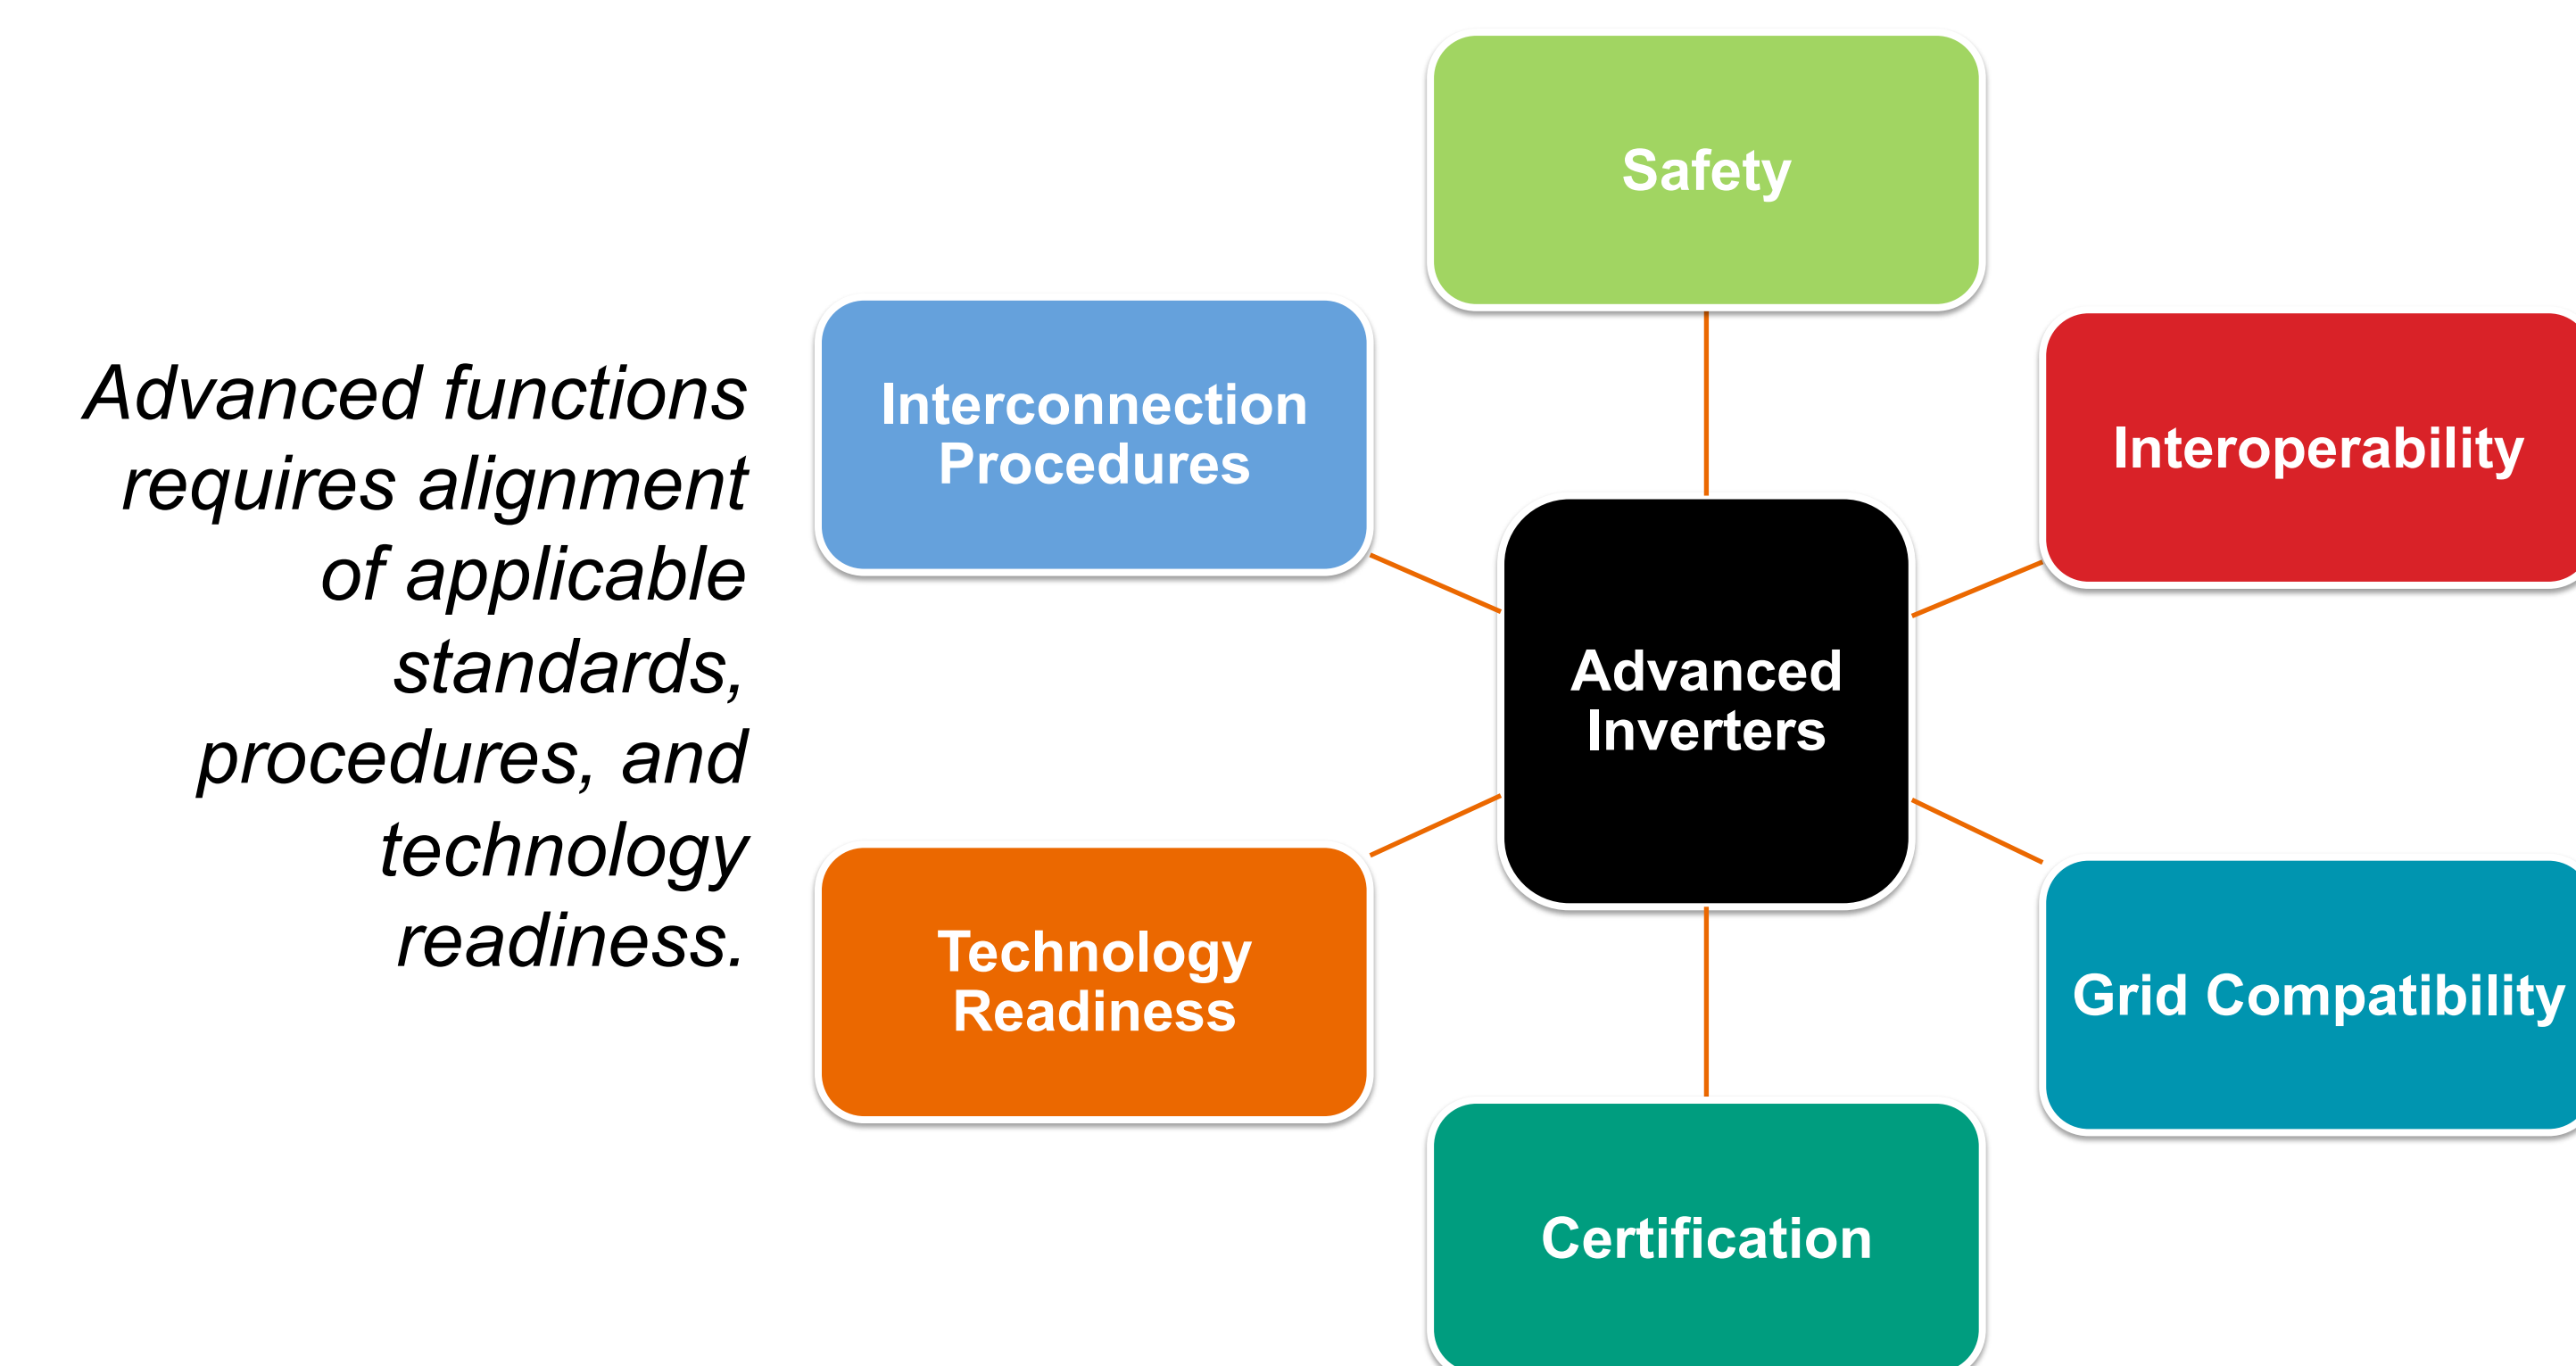 Advanced functions
requires alignment
of applicable
standards,
procedures, and
technology
readiness.
Safety
Interconnection
Procedures
Interoperability
Advanced
Inverters
Technology
Readiness
Grid Compatibility
Certification